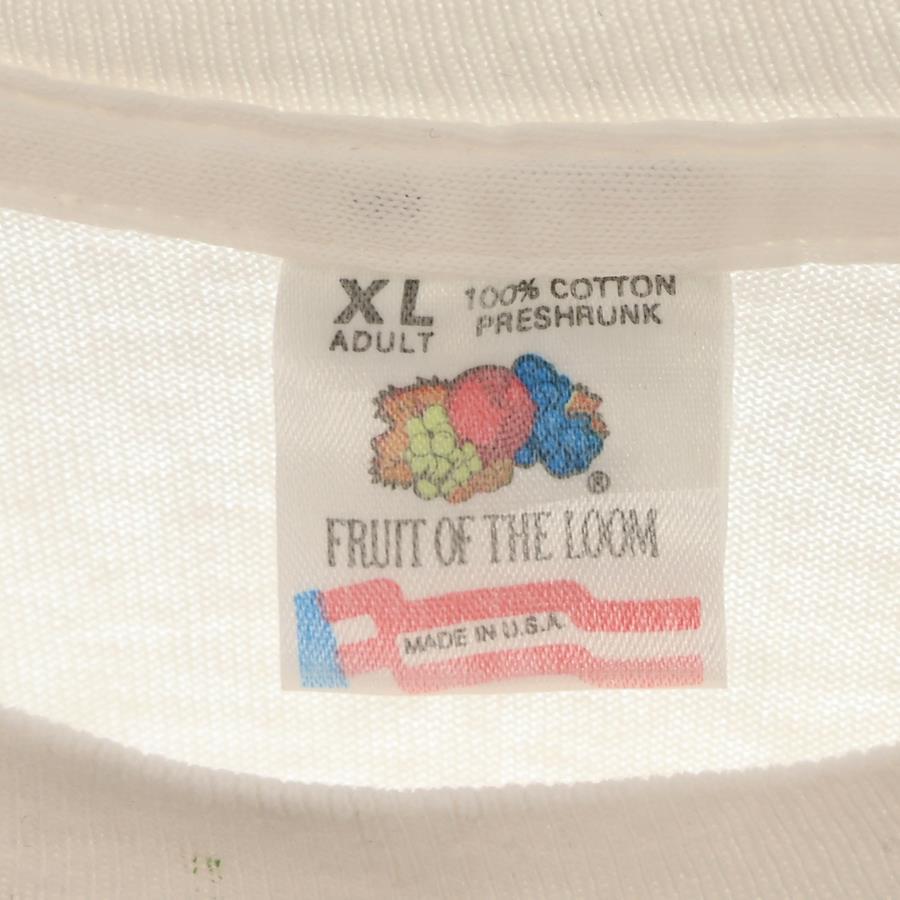 XL
ADULT
100% COTTON
PRESHRUNK
®
FRUIT OF THE LOOM
MADE IN U.S.A.